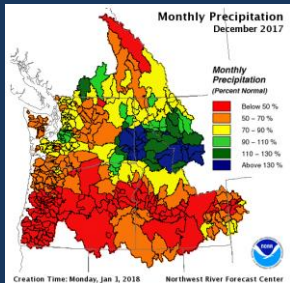 Monthly Precipitation
December 2017
Monthly
Precipitation
(Percent Normal)
Below 50 %
50 - 70 %
70 - 90 %
90 - 110 %
110 - 130 %
Above 130 %
Creation Time: Monday, Jan 1, 2018
Northwest River Forecast Center